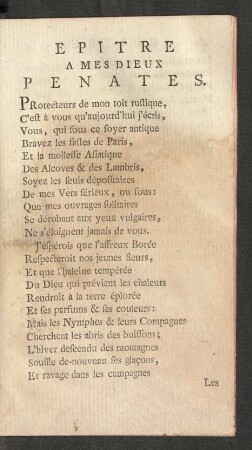 EPITRE
A MES DIEUX
PENATES.
PRotecteurs de mon toit rustique,
C'est à vous qu'aujourd'hui j'écris,
Vous, qui sous ce foyer antique
Bravez les fastes de Paris,
Et la mollesse Asiatique
Des Alcoves & des Lambris,
Soyez les seuls dépositaires
De mes Vers sérieux, ou fous:
Que mes ouvrages solitaires
Se dérobant aux yeux vulgaires,
Ne s'éloignent jamais de vous.
J'espérois que l'affreux Borée
Respecteroit nos jeunes fleurs,
Et que l'haleine tempérée
Du Dieu qui prévient les chaleurs
Rendroit à la terre éplorée
Et ses parfums & ses couleurs:
Mais les Nymphes & leurs Compagnes
Cherchent les abris des buissons;
L'hiver descendu des montagnes
Souffle de-nouveau ses glaçons,
Et ravage dans les campagnes
Les